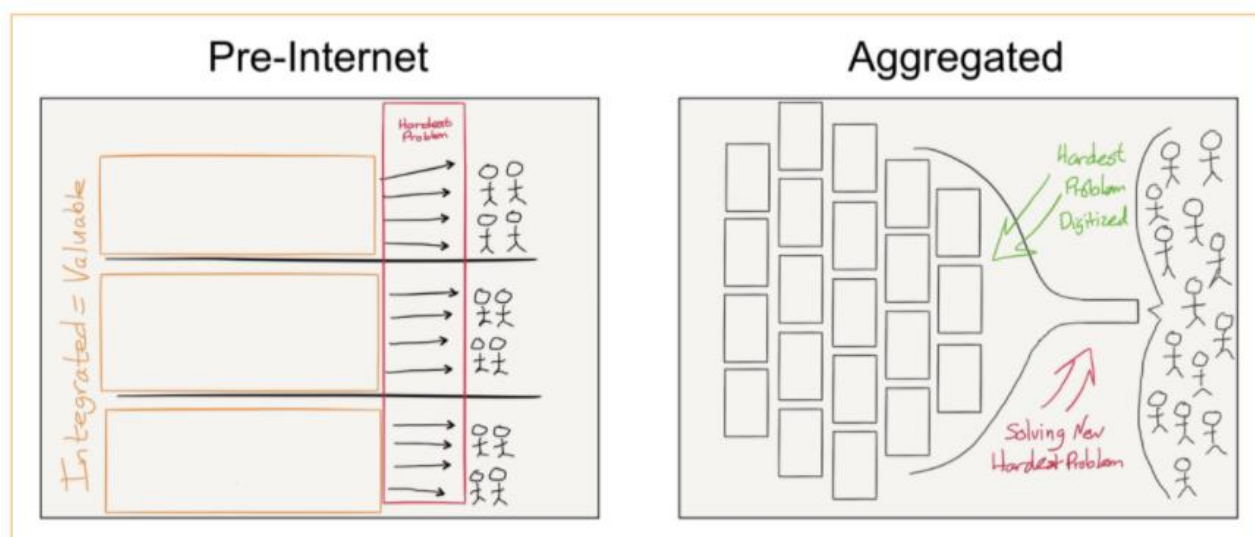 Pre-Internet
Aggregated
Integrated = Valuable
Hardest
Problem
Hardest
Problem
Digitized
Solving New
Hardest Problem